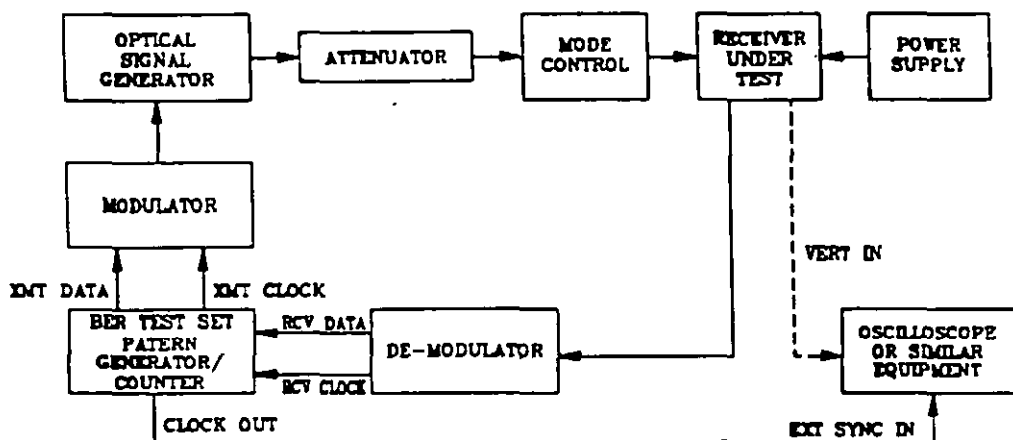 OPTICAL
SIGNAL
GENERATOR
ATTENUATOR
MODE
CONTROL
RECEIVER
UNDER
TEST
POWER
SUPPLY
MODULATOR
VERT IN
XMT DATA
XMT CLOCK
BER TEST SET
PATERN
GENERATOR/
COUNTER
RCV DATA
RCV CLOCK
DE-MODULATOR
OSCILLOSCOPE
OR SIMILAR
EQUIPMENT
CLOCK OUT
EXT SYNC IN